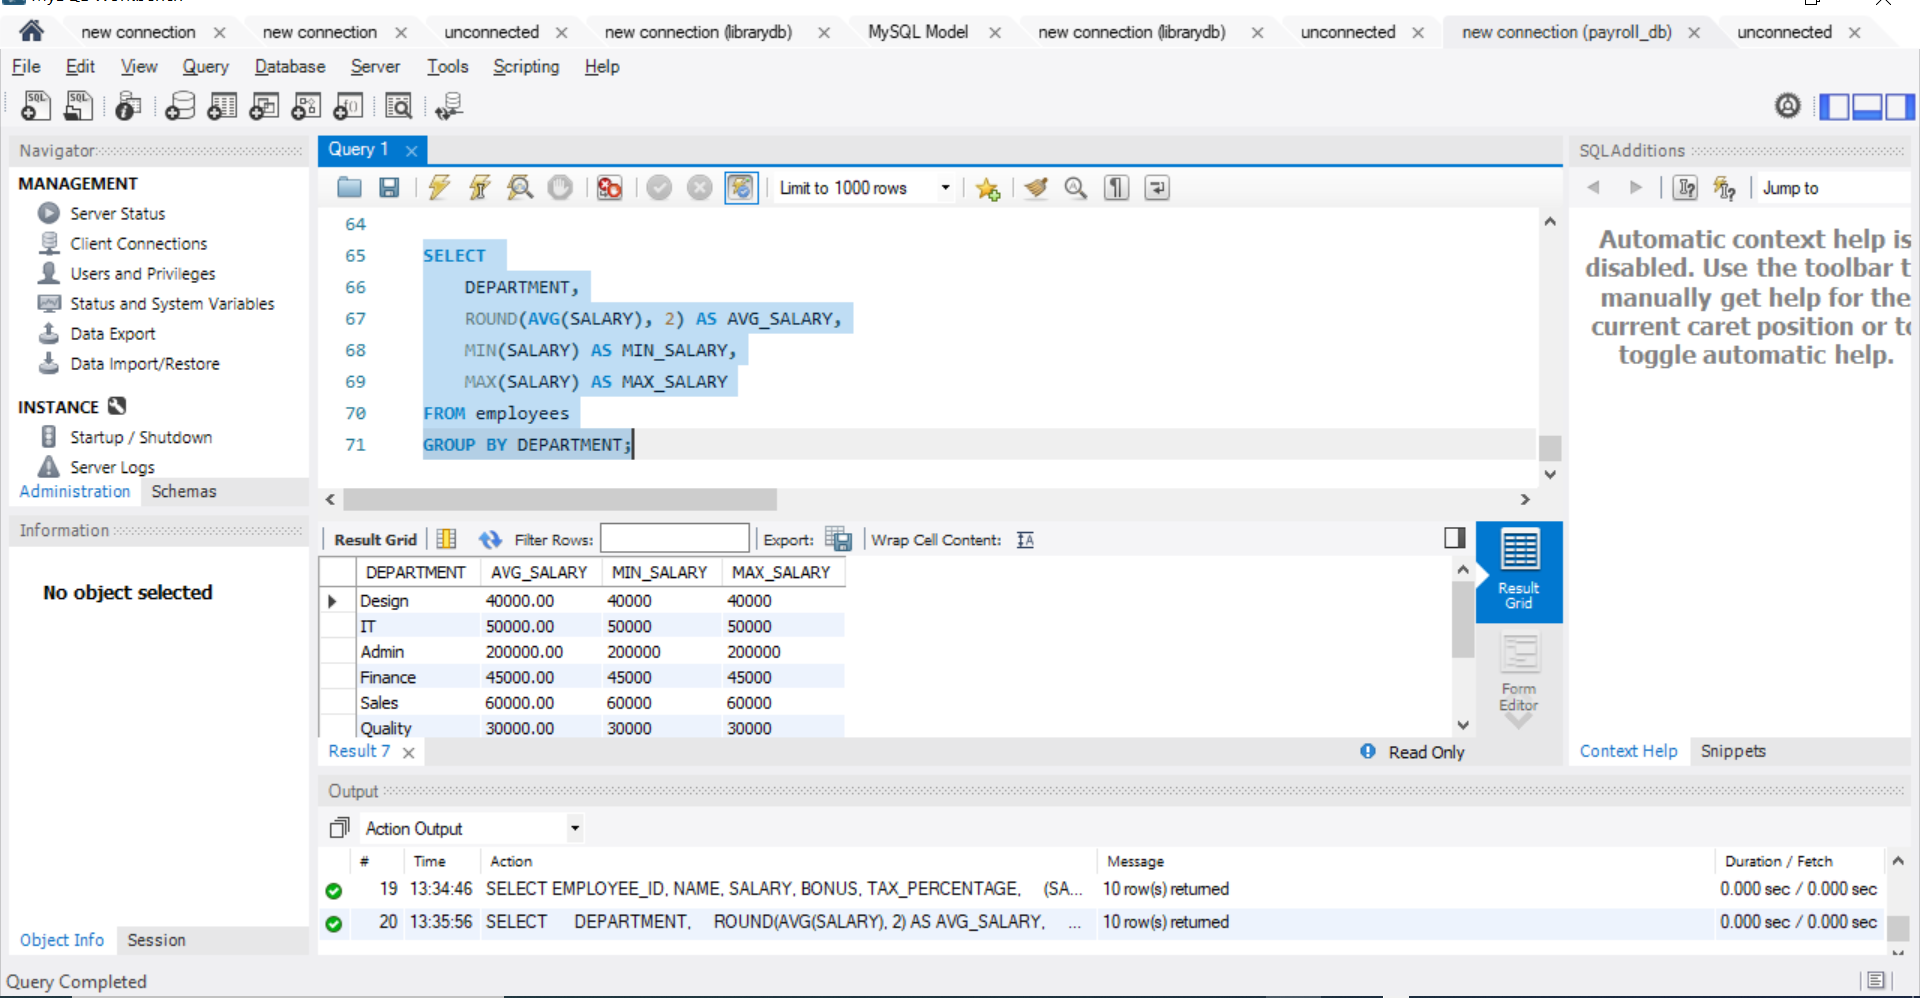 new connection × new connection × unconnected × new connection (librarydb) × MySQL Model × new connection (librarydb) × unconnected × new connection (payroll_db) × unconnected ×
File Edit View Query Database Server Tools Scripting Help
Navigator
MANAGEMENT
Server Status
Client Connections
Users and Privileges
Status and System Variables
Data Export
Data Import/Restore
INSTANCE
Startup / Shutdown
Server Logs
Administration Schemas
Information
No object selected
Object Info Session
Query 1 ×
Limit to 1000 rows
64
65 SELECT
66 DEPARTMENT,
67 ROUND(AVG(SALARY), 2) AS AVG_SALARY,
68 MIN(SALARY) AS MIN_SALARY,
69 MAX(SALARY) AS MAX_SALARY
70 FROM employees
71 GROUP BY DEPARTMENT;
Result Grid Filter Rows: Export: Wrap Cell Content:
DEPARTMENT AVG_SALARY MIN_SALARY MAX_SALARY
Design 40000.00 40000 40000
IT 50000.00 50000 50000
Admin 200000.00 200000 200000
Finance 45000.00 45000 45000
Sales 60000.00 60000 60000
Quality 30000.00 30000 30000
Result
Grid
Form
Editor
Result 7 × Read Only
SQLAdditions
Jump to
Automatic context help is
disabled. Use the toolbar t
manually get help for the
current caret position or to
toggle automatic help.
Context Help Snippets
Output
Action Output
# Time Action Message Duration / Fetch
19 13:34:46 SELECT EMPLOYEE_ID, NAME, SALARY, BONUS, TAX_PERCENTAGE, (SA... 10 row(s) returned 0.000 sec / 0.000 sec
20 13:35:56 SELECT DEPARTMENT, ROUND(AVG(SALARY), 2) AS AVG_SALARY, ... 10 row(s) returned 0.000 sec / 0.000 sec
Query Completed